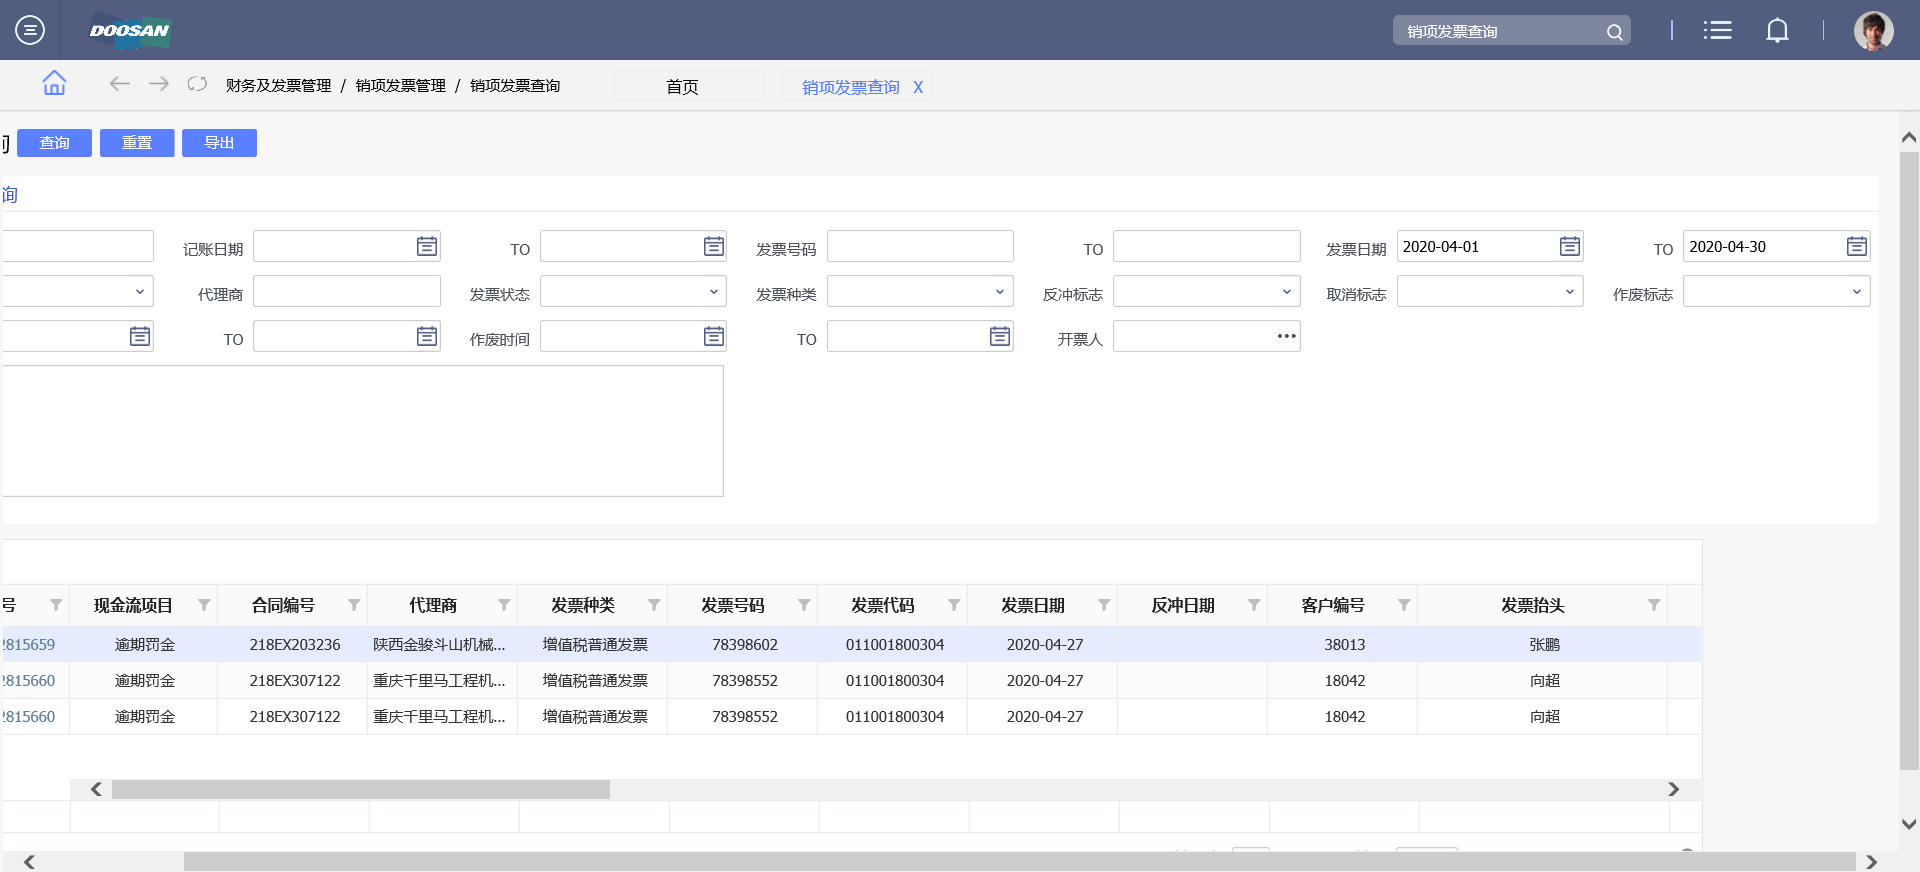 DOOSAN
销项发票查询
财务及发票管理 / 销项发票管理 / 销项发票查询
首页
销项发票查询 X
查询
重置
导出
询
记账日期
TO
发票号码
TO
发票日期 2020-04-01
TO 2020-04-30
代理商
发票状态
发票种类
反冲标志
取消标志
作废标志
TO
作废时间
TO
开票人
号 现金流项目 合同编号 代理商 发票种类 发票号码 发票代码 发票日期 反冲日期 客户编号 发票抬头
2815659 逾期罚金 218EX203236 陕西金骏斗山机械... 增值税普通发票 78398602 011001800304 2020-04-27 38013 张鹏
2815660 逾期罚金 218EX307122 重庆千里马工程机... 增值税普通发票 78398552 011001800304 2020-04-27 18042 向超
2815660 逾期罚金 218EX307122 重庆千里马工程机... 增值税普通发票 78398552 011001800304 2020-04-27 18042 向超